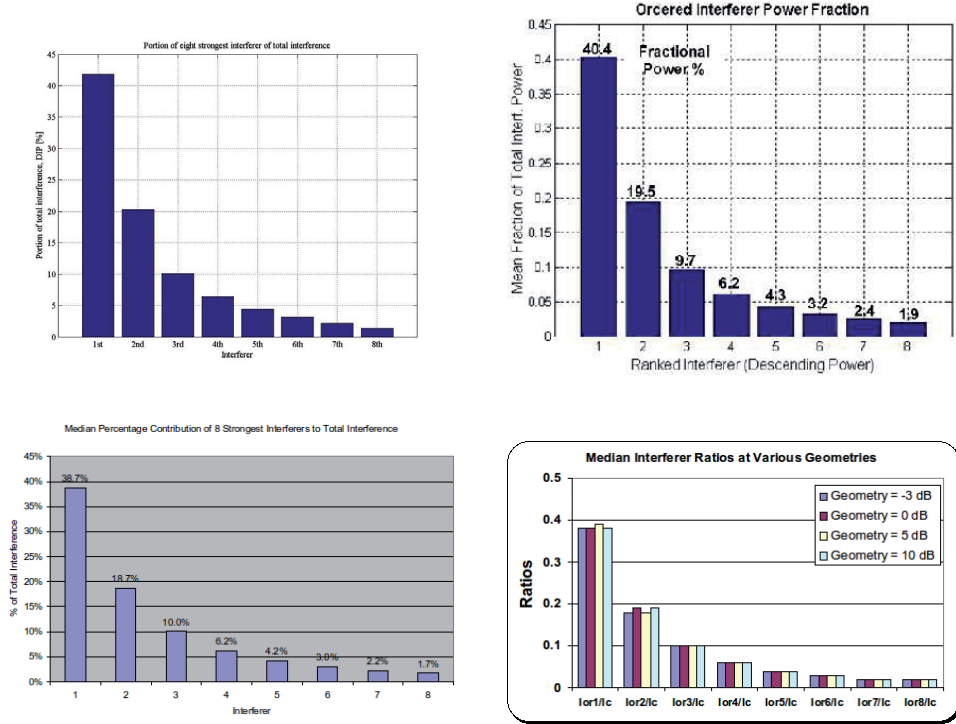 Portion of eight strongest interferer of total interference
45
40
35
30
25
20
15
10
5
0
Portion of total interference, DIP [%]
1st 2nd 3rd 4th 5th 6th 7th 8th
Interferer
Ordered Interferer Power Fraction
0.45
0.4
0.35
0.3
0.25
0.2
0.15
0.1
0.05
0
Mean Fraction of Total Interf. Power
Fractional
Power %
40.4
19.5
9.7
6.2
4.3
3.2
2.4
1.9
1 2 3 4 5 6 7 8
Ranked Interferer (Descending Power)
Median Percentage Contribution of 8 Strongest Interferers to Total Interference
45%
40%
35%
30%
25%
20%
15%
10%
5%
0%
% of Total Interference
38.7%
18.7%
10.0%
6.2%
4.2%
3.0%
2.2%
1.7%
1 2 3 4 5 6 7 8
Interferer
Median Interferer Ratios at Various Geometries
0.5
0.4
0.3
0.2
0.1
0
Ratios
Geometry = -3 dB
Geometry = 0 dB
Geometry = 5 dB
Geometry = 10 dB
Ior1/Ic Ior2/Ic Ior3/Ic Ior4/Ic Ior5/Ic Ior6/Ic Ior7/Ic Ior8/Ic